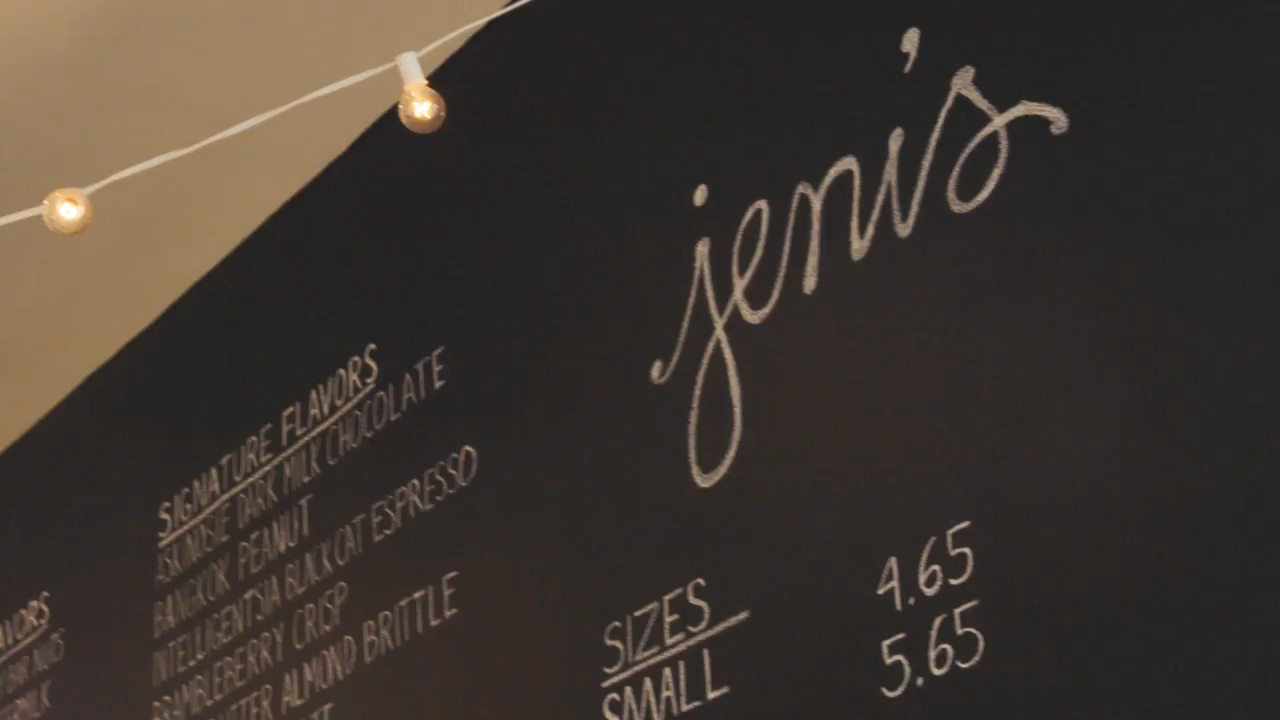 jeni's
SIGNATURE FLAVORS
ASKINOSIE DARK MILK CHOCOLATE
BANGKOK PEANUT
INTELLIGENTSIA BLACK CAT ESPRESSO
BRAMBLEBERRY CRISP
ALMOND BRITTLE
SIZES
SMALL
4.65
5.65